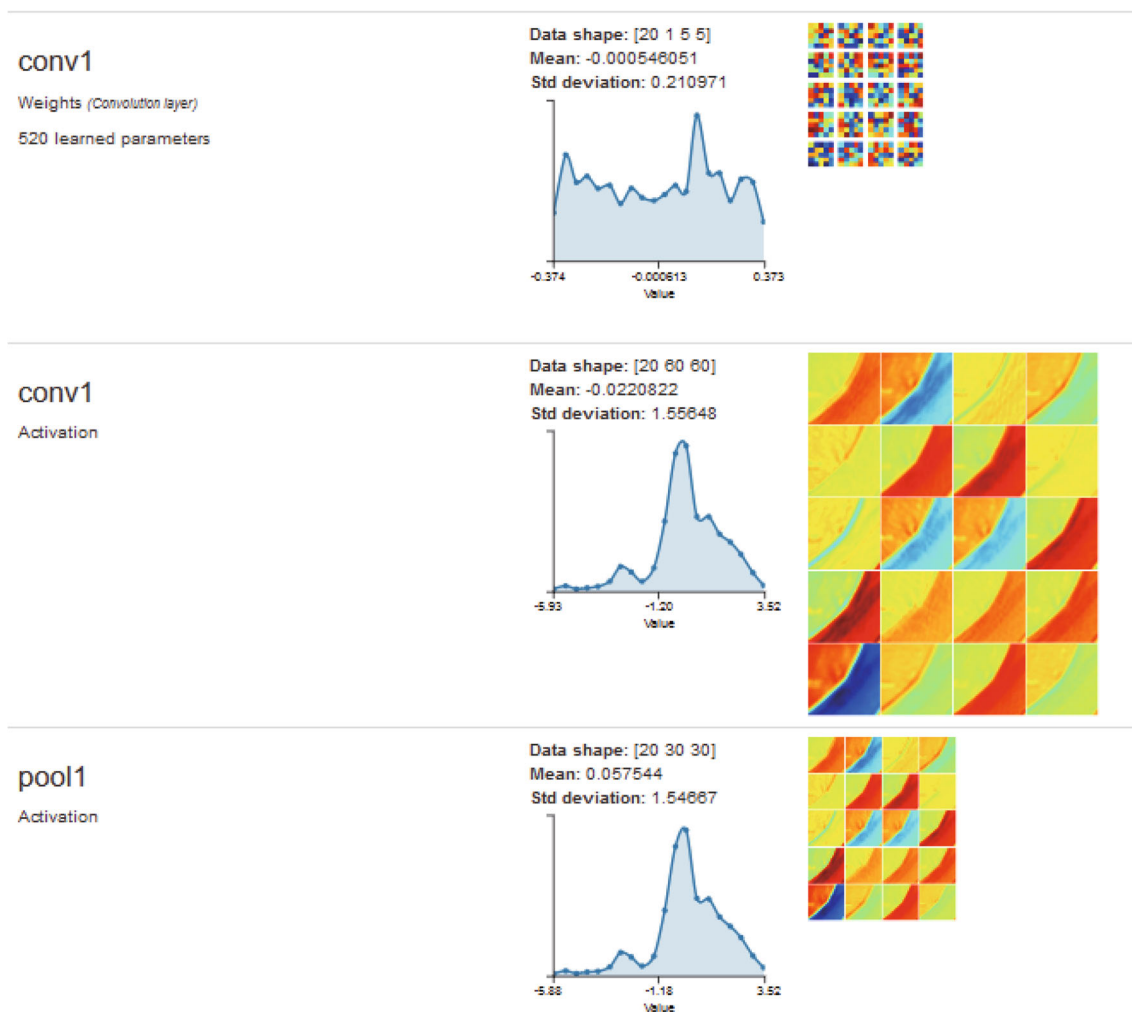 conv1
Weights (Convolution layer)
520 learned parameters
Data shape: [20 1 5 5]
Mean: -0.000546051
Std deviation: 0.210971
-0.374 -0.000613 0.373
Value
conv1
Activation
Data shape: [20 60 60]
Mean: -0.0220822
Std deviation: 1.55648
-5.93 -1.20 3.52
Value
pool1
Activation
Data shape: [20 30 30]
Mean: 0.057544
Std deviation: 1.54667
-5.88 -1.18 3.52
Value